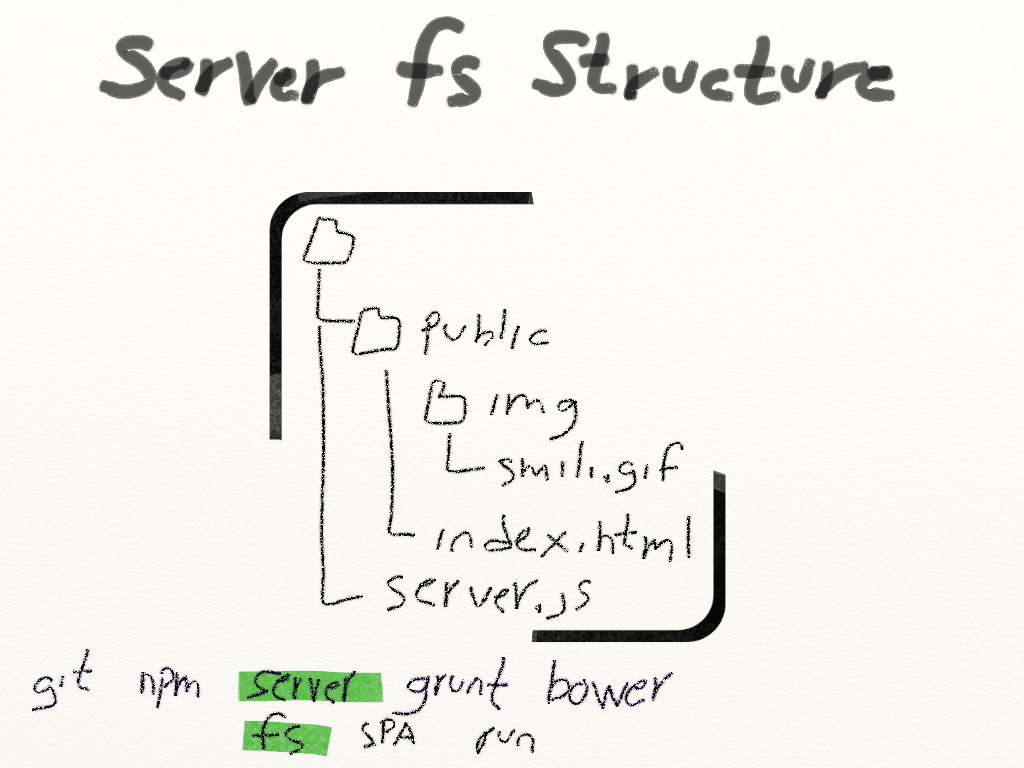 Server fs Structure
public
img
smili.gif
index.html
server.js
git npm server grunt bower
fs SPA run